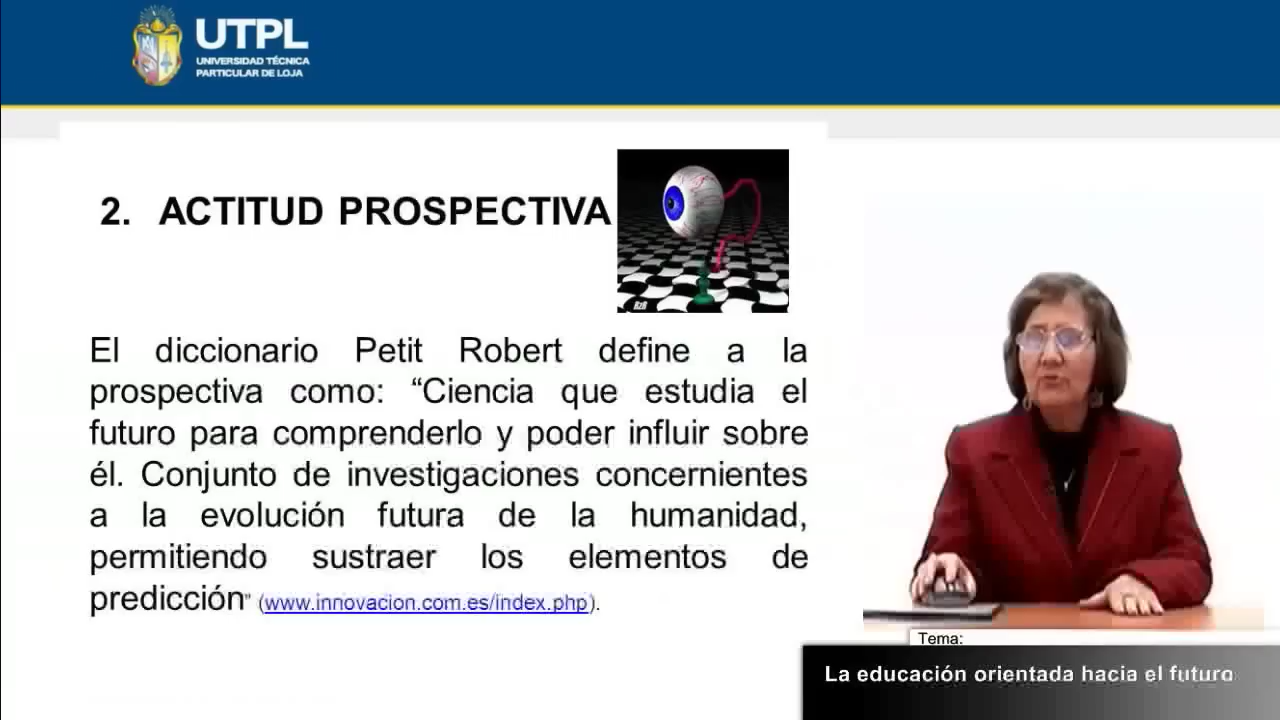 UTPL
UNIVERSIDAD TÉCNICA
PARTICULAR DE LOJA
2. ACTITUD PROSPECTIVA
RzR
El diccionario Petit Robert define a la
prospectiva como: “Ciencia que estudia el
futuro para comprenderlo y poder influir sobre
él. Conjunto de investigaciones concernientes
a la evolución futura de la humanidad,
permitiendo sustraer los elementos de
predicción” (www.innovacion.com.es/index.php).
Tema:
La educación orientada hacia el futuro